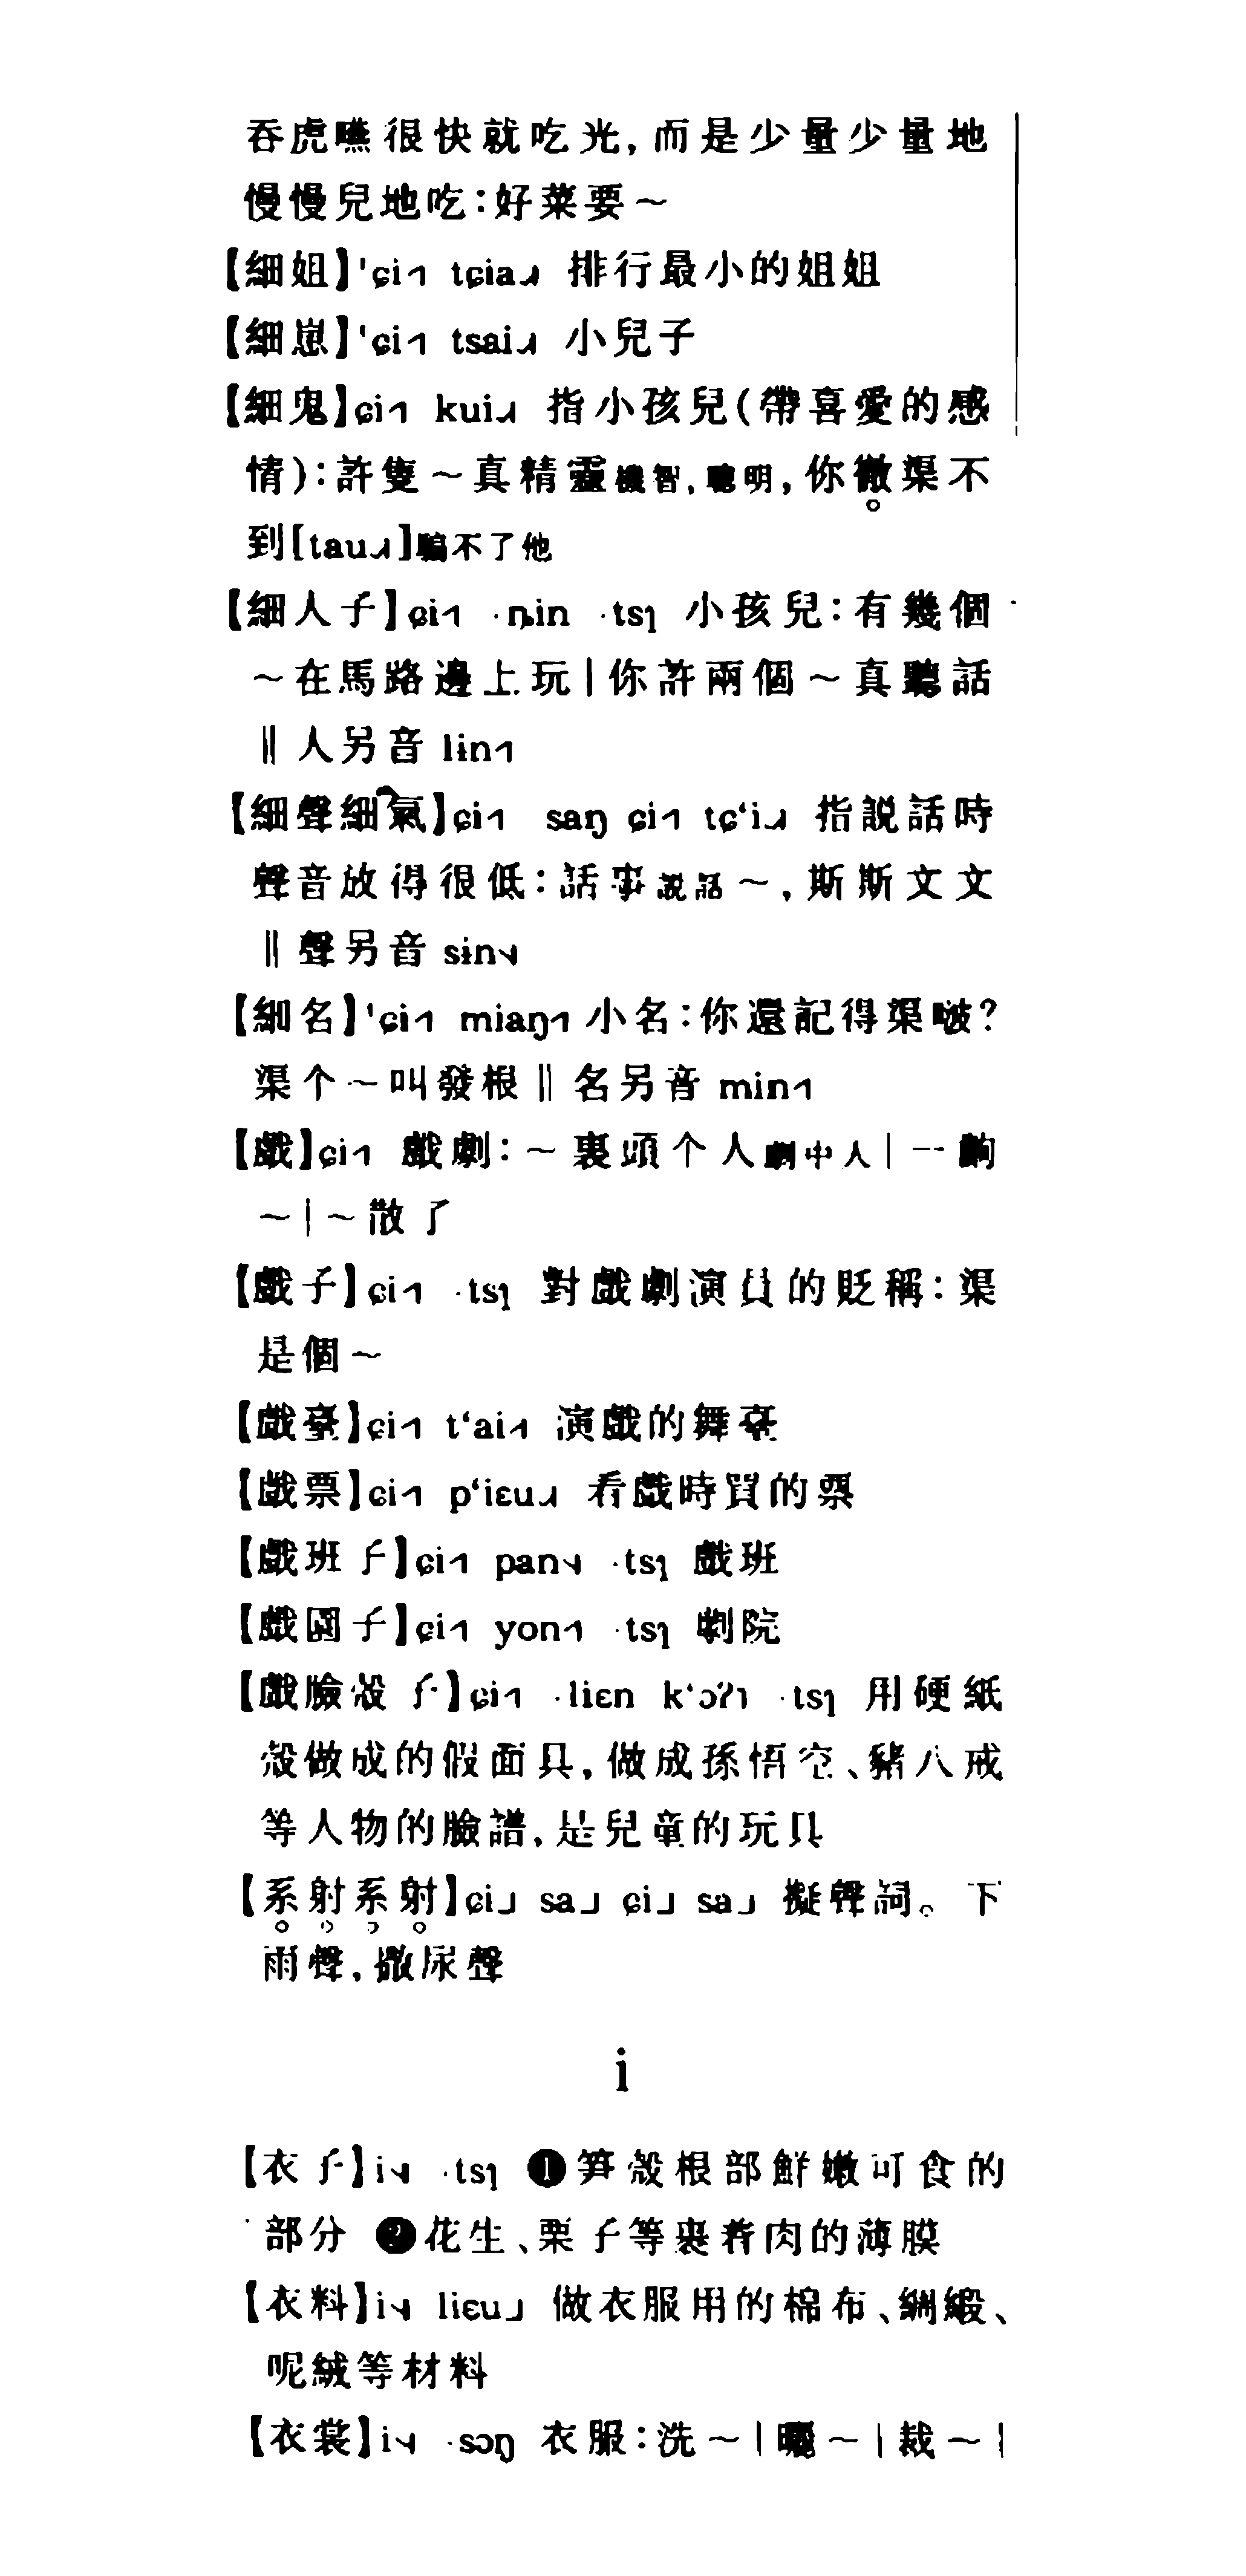 吞虎嚥很快就吃光，而是少量少量地
慢慢兒地吃：好菜要～
【細姐】'ɕi˧˥ tɕia˨˩˧ 排行最小的姐姐
【細崽】'ɕi˧˥ tsai˨˩˧ 小兒子
【細鬼】ɕi˧˥ kui˨˩˧ 指小孩兒（帶喜愛的感
情）：許隻～真精靈機智，聰明，你撤渠不
到[tau˨˩˧]騙不了他
【細人子】ɕi˧˥ ·ȵin ·tsɿ 小孩兒：有幾個
～在馬路邊上玩｜你許兩個～真聽話
‖人另音 lin˧˥
【細聲細氣】ɕi˧˥ saŋ ɕi˧˥ tɕ‘i˨˩˧ 指説話時
聲音放得很低：話事説話～，斯斯文文
‖聲另音 sin˦˨
【細名】'ɕi˧˥ miaŋ˧˥ 小名：你還記得渠啵？
渠个～叫發根‖名另音 min˧˥
【戲】ɕi˧˥ 戲劇：～裏頭个人劇中人｜一齣
～｜～散了
【戲子】ɕi˧˥ ·tsɿ 對戲劇演員的貶稱：渠
是個～
【戲臺】ɕi˧˥ t‘ai˧˥ 演戲的舞臺
【戲票】ɕi˧˥ p‘iɛu˨˩˧ 看戲時買的票
【戲班子】ɕi˧˥ pan˦˨ ·tsɿ 戲班
【戲園子】ɕi˧˥ yon˧˥ ·tsɿ 劇院
【戲臉殼子】ɕi˧˥ ·liɛn k‘ɔʔ˥ ·tsɿ 用硬紙
殼做成的假面具，做成孫悟空、豬八戒
等人物的臉譜，是兒童的玩具
【系射系射】ɕi˩ sa˩ ɕi˩ sa˩ 擬聲詞。下
雨聲，撒尿聲
i
【衣子】i˦˨ ·tsɿ ❶笋殼根部鮮嫩可食的
部分 ❷花生、栗子等裹着肉的薄膜
【衣料】i˦˨ liɛu˩ 做衣服用的棉布、綢緞、
呢絨等材料
【衣裳】i˦˨ ·sɔŋ 衣服：洗～｜曬～｜裁～｜